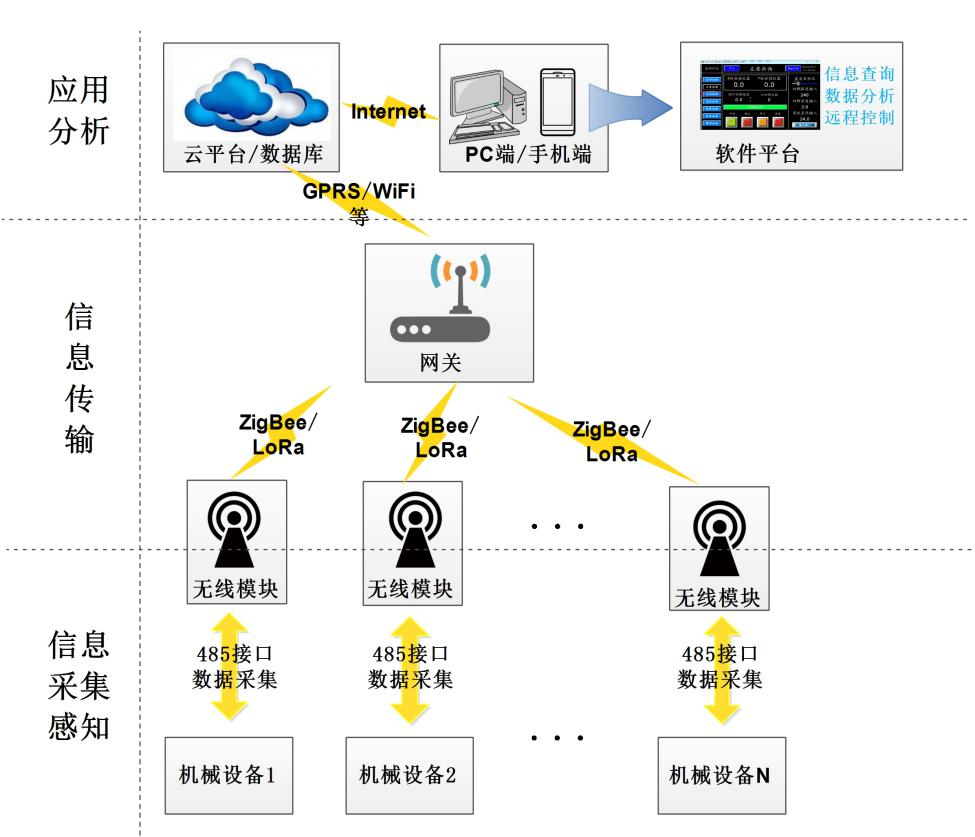 应用
分析
云平台/数据库
Internet
PC端/手机端
信息查询
数据分析
远程控制
软件平台
GPRS/WiFi
等
信
息
传
输
网关
ZigBee/
LoRa
ZigBee/
LoRa
ZigBee/
LoRa
无线模块
无线模块
· · ·
无线模块
信息
采集
感知
485接口
数据采集
485接口
数据采集
485接口
数据采集
机械设备1
机械设备2
· · ·
机械设备N